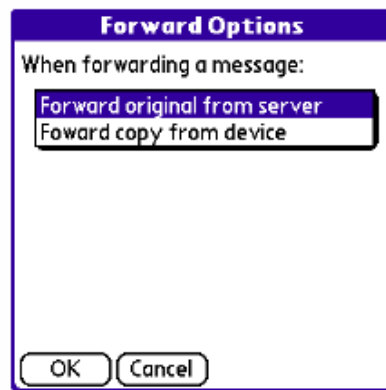 Forward Options
When forwarding a message:
Forward original from server
Foward copy from device
OK Cancel